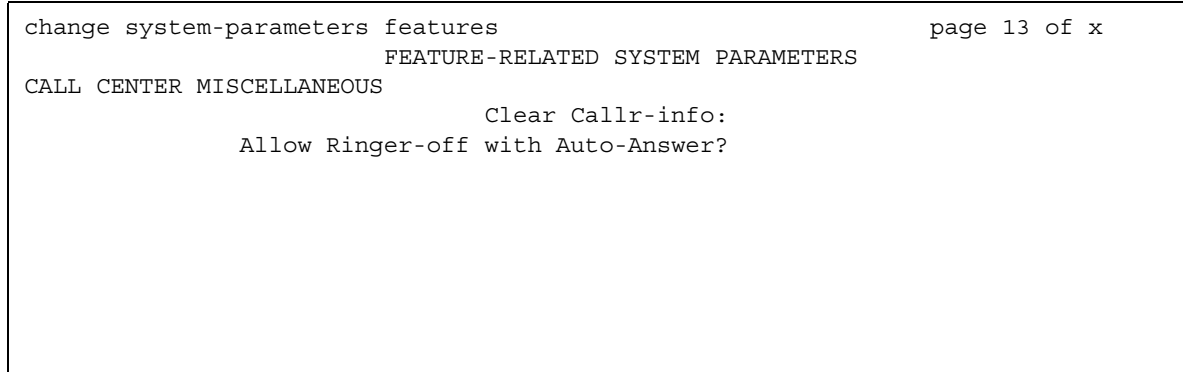 change system-parameters features page 13 of x
FEATURE-RELATED SYSTEM PARAMETERS
CALL CENTER MISCELLANEOUS
Clear Callr-info:
Allow Ringer-off with Auto-Answer?